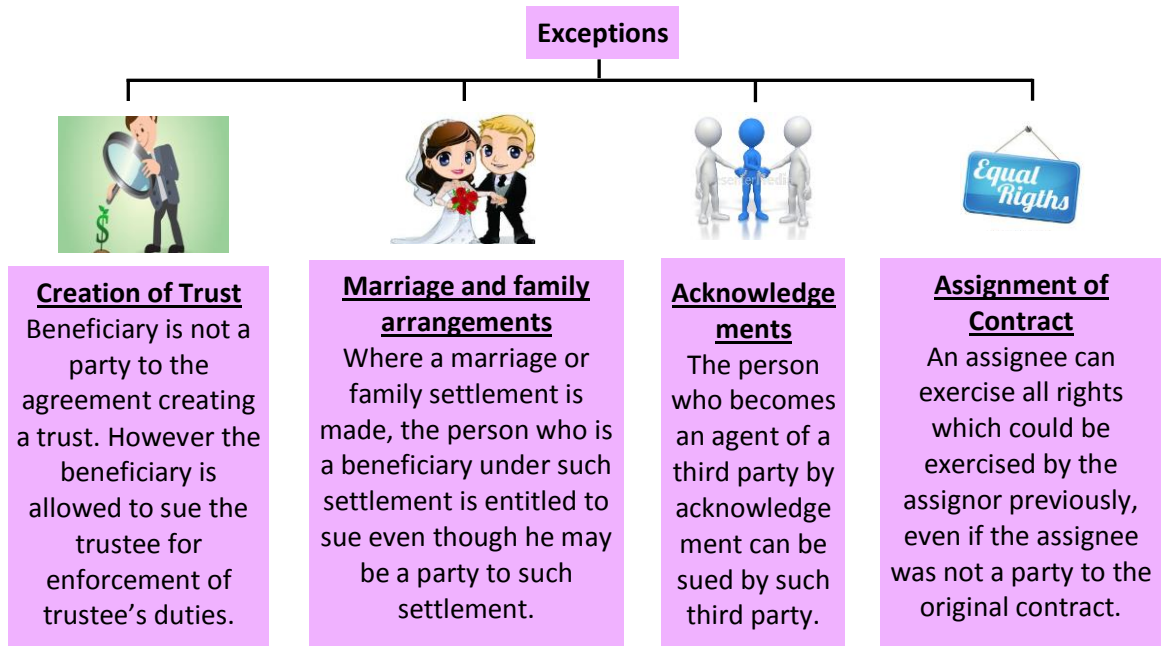 Exceptions
Equal
Rigths
Creation of Trust
Beneficiary is not a
party to the
agreement creating
a trust. However the
beneficiary is
allowed to sue the
trustee for
enforcement of
trustee’s duties.
Marriage and family
arrangements
Where a marriage or
family settlement is
made, the person who is
a beneficiary under such
settlement is entitled to
sue even though he may
be a party to such
settlement.
Acknowledge
ments
The person
who becomes
an agent of a
third party by
acknowledge
ment can be
sued by such
third party.
Assignment of
Contract
An assignee can
exercise all rights
which could be
exercised by the
assignor previously,
even if the assignee
was not a party to the
original contract.